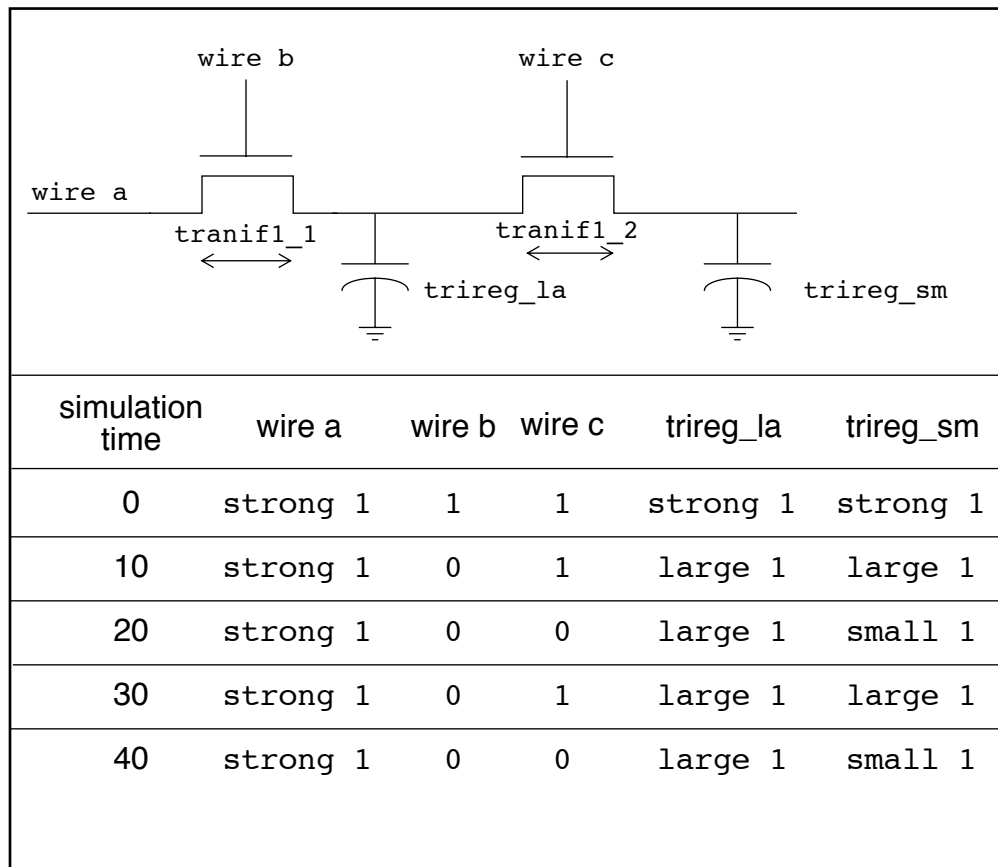 wire b wire c
wire a
tranif1_1 tranif1_2
trireg_la trireg_sm
simulation time wire a wire b wire c trireg_la trireg_sm
0 strong 1 1 1 strong 1 strong 1
10 strong 1 0 1 large 1 large 1
20 strong 1 0 0 large 1 small 1
30 strong 1 0 1 large 1 large 1
40 strong 1 0 0 large 1 small 1